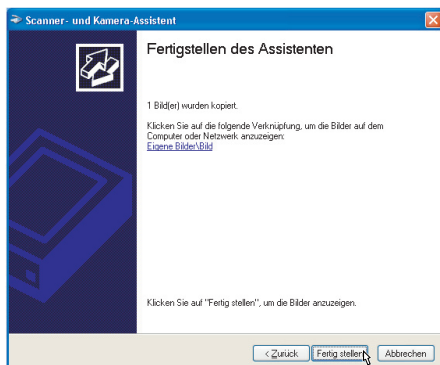 Scanner- und Kamera-Assistent
Fertigstellen des Assistenten
1 Bild(er) wurden kopiert.
Klicken Sie auf die folgende Verknüpfung, um die Bilder auf dem
Computer oder Netzwerk anzuzeigen:
Eigene Bilder\Bild
Klicken Sie auf "Fertig stellen", um die Bilder anzuzeigen.
< Zurück
Fertig stellen
Abbrechen